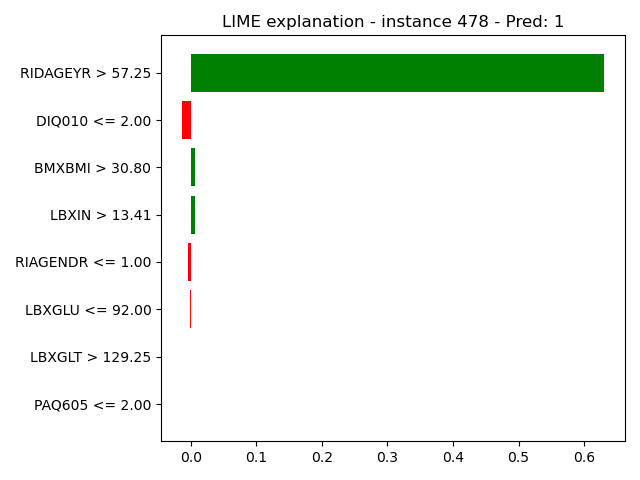 LIME explanation - instance 478 - Pred: 1
RIDAGEYR > 57.25
DIQ010 <= 2.00
BMXBMI > 30.80
LBXIN > 13.41
RIAGENDR <= 1.00
LBXGLU <= 92.00
LBXGLT > 129.25
PAQ605 <= 2.00
0.0 0.1 0.2 0.3 0.4 0.5 0.6